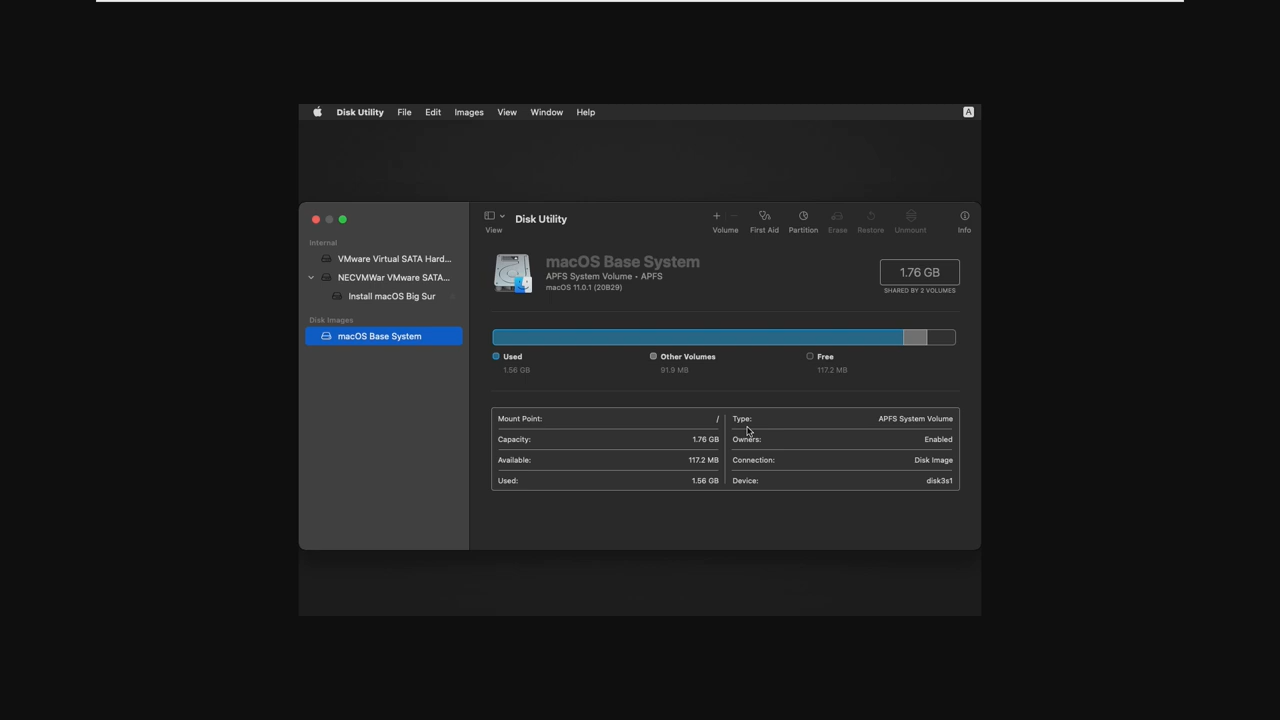 Disk Utility File Edit Images View Window Help A
Disk Utility
View Volume First Aid Partition Erase Restore Unmount Info
Internal
VMware Virtual SATA Hard...
NECVMWar VMware SATA...
Install macOS Big Sur
Disk Images
macOS Base System
macOS Base System
APFS System Volume • APFS
macOS 11.0.1 (20B29)
1.76 GB
SHARED BY 2 VOLUMES
Used Other Volumes Free
1.56 GB 91.9 MB 117.2 MB
Mount Point: / Type: APFS System Volume
Capacity: 1.76 GB Owners: Enabled
Available: 117.2 MB Connection: Disk Image
Used: 1.56 GB Device: disk3s1